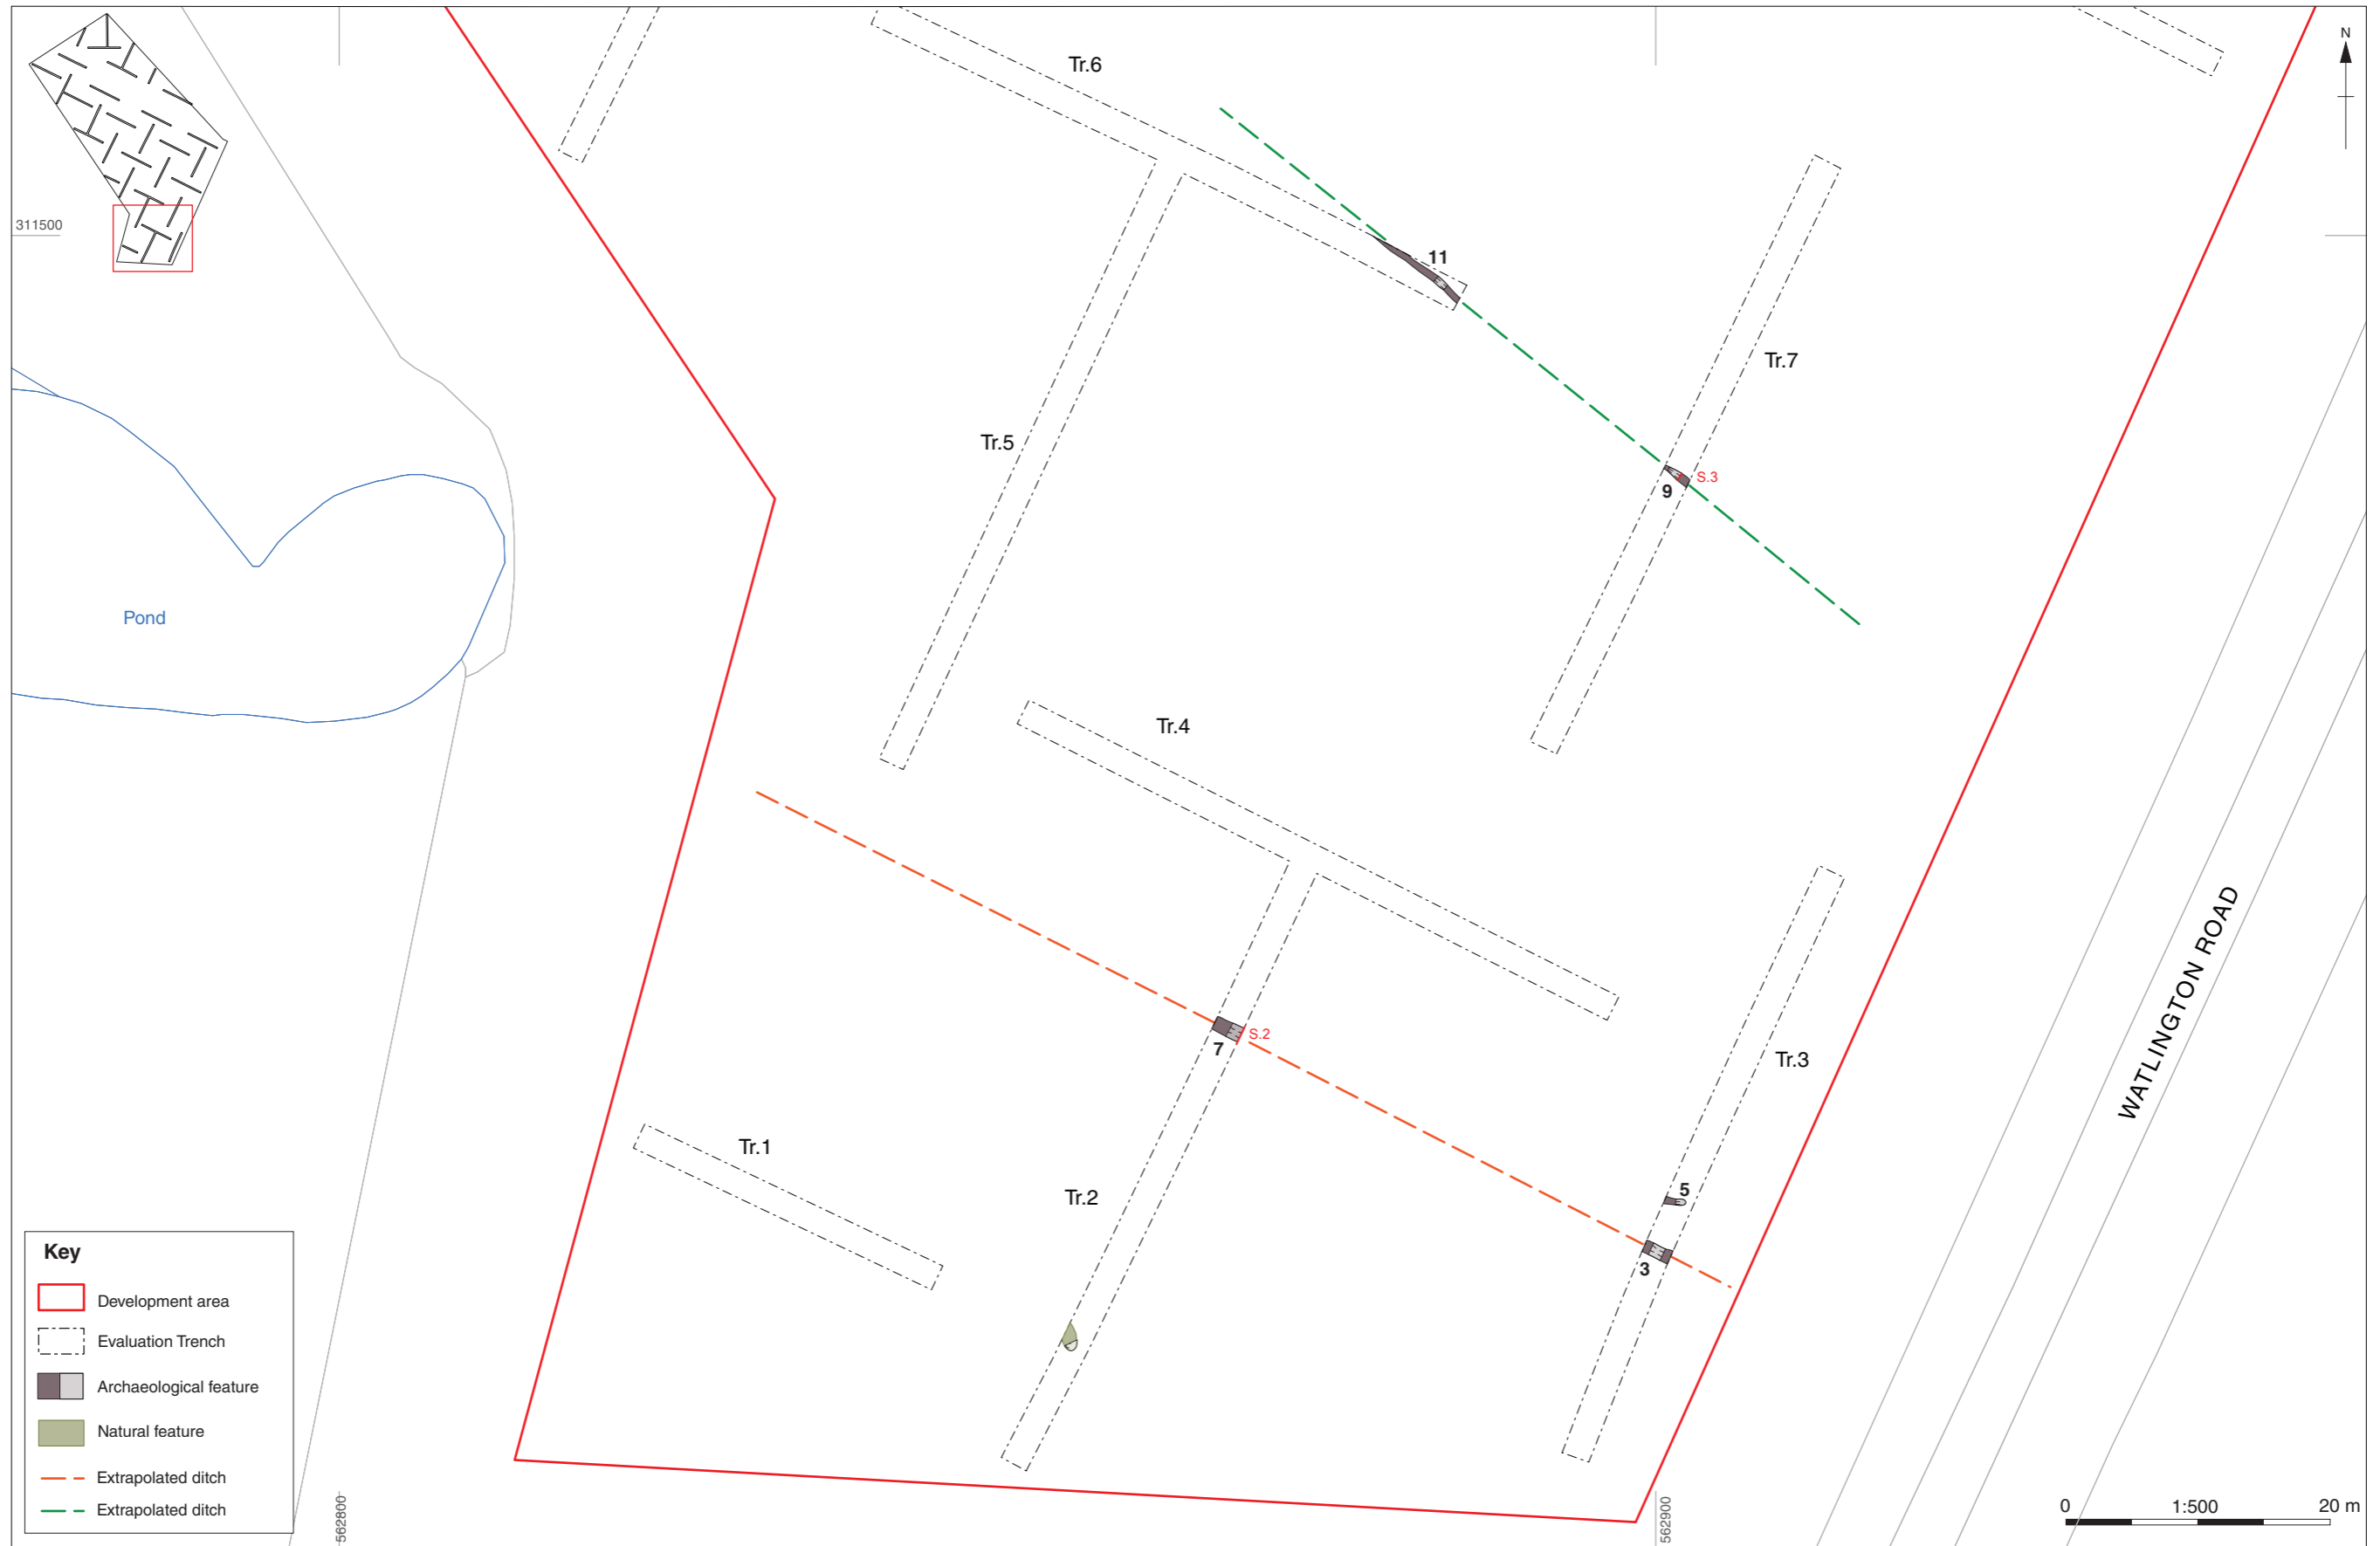 N
Tr.6
311500
11
Tr.7
Tr.5
S.3
9
Pond
Tr.4
WATLINGTON ROAD
S.2
7
Tr.3
Tr.1
5
Tr.2
3
Key
Development area
Evaluation Trench
Archaeological feature
Natural feature
Extrapolated ditch
Extrapolated ditch
562800
562900
0 1:500 20 m